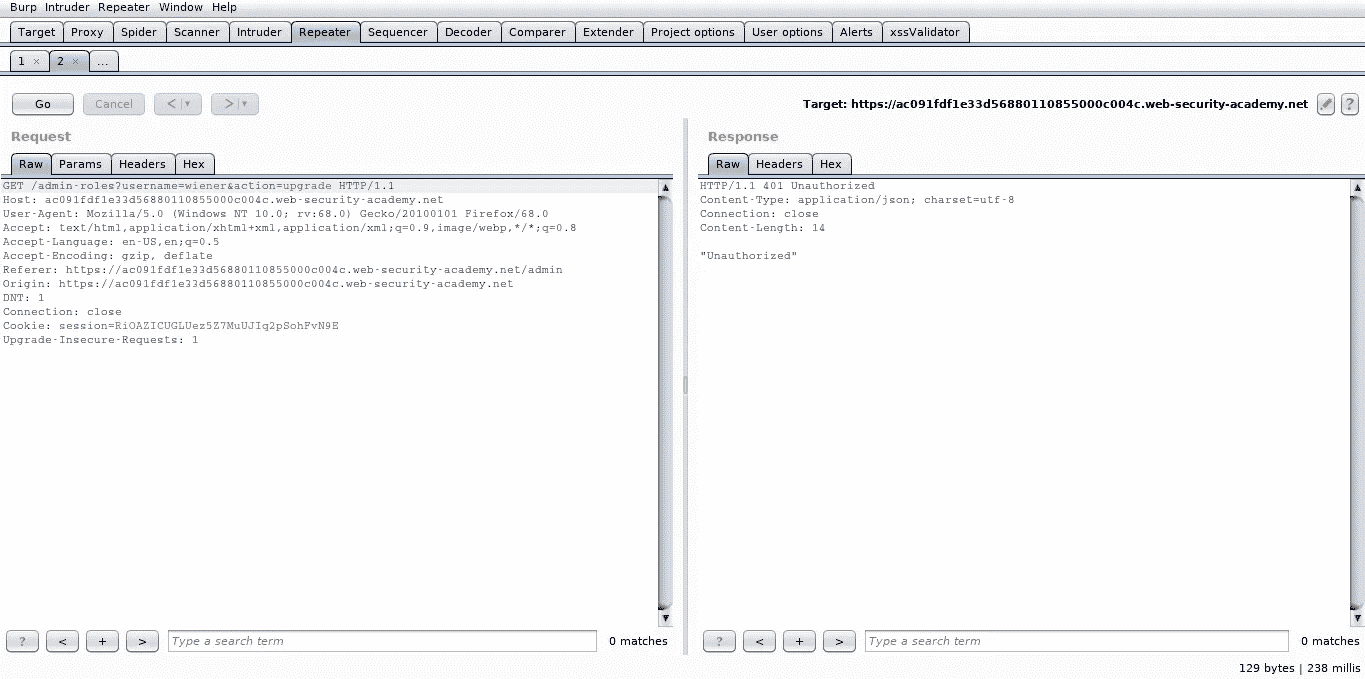 Burp Intruder Repeater Window Help
Target Proxy Spider Scanner Intruder Repeater Sequencer Decoder Comparer Extender Project options User options Alerts xssValidator
1 × 2 × ...
Go Cancel < ▼ > ▼ Target: https://ac091fdf1e33d56880110855000c004c.web-security-academy.net ?
Request
Raw Params Headers Hex
GET /admin-roles?username=wiener&action=upgrade HTTP/1.1
Host: ac091fdf1e33d56880110855000c004c.web-security-academy.net
User-Agent: Mozilla/5.0 (Windows NT 10.0; rv:68.0) Gecko/20100101 Firefox/68.0
Accept: text/html,application/xhtml+xml,application/xml;q=0.9,image/webp,*/*;q=0.8
Accept-Language: en-US,en;q=0.5
Accept-Encoding: gzip, deflate
Referer: https://ac091fdf1e33d56880110855000c004c.web-security-academy.net/admin
Origin: https://ac091fdf1e33d56880110855000c004c.web-security-academy.net
DNT: 1
Connection: close
Cookie: session=RiOAZICUGLUez5Z7MuUJIq2pSohFvN9E
Upgrade-Insecure-Requests: 1
? < + > Type a search term 0 matches
Response
Raw Headers Hex
HTTP/1.1 401 Unauthorized
Content-Type: application/json; charset=utf-8
Connection: close
Content-Length: 14
"Unauthorized"
? < + > Type a search term 0 matches
129 bytes | 238 millis